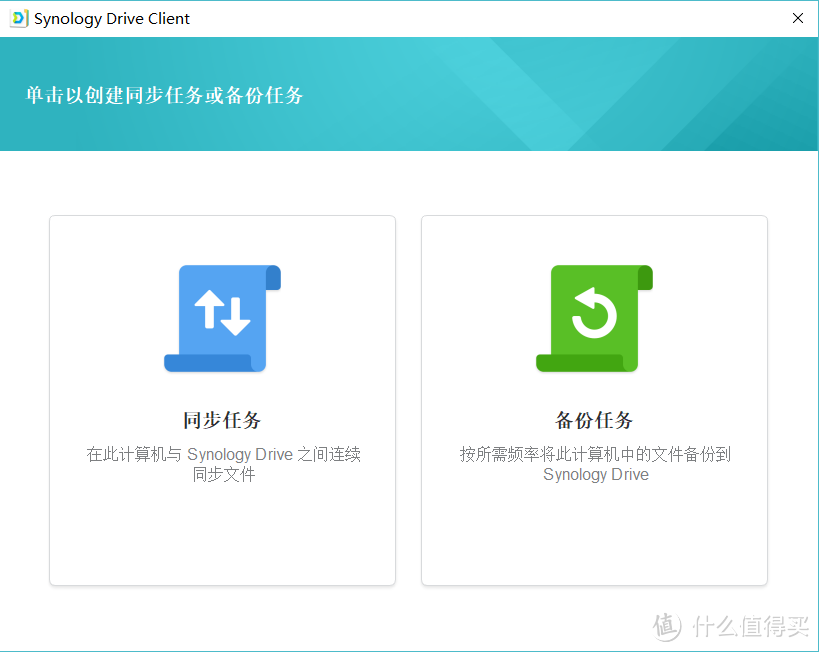 Synology Drive Client
单击以创建同步任务或备份任务
同步任务
在此计算机与 Synology Drive 之间连续
同步文件
备份任务
按所需频率将此计算机中的文件备份到
Synology Drive
值 什么值得买